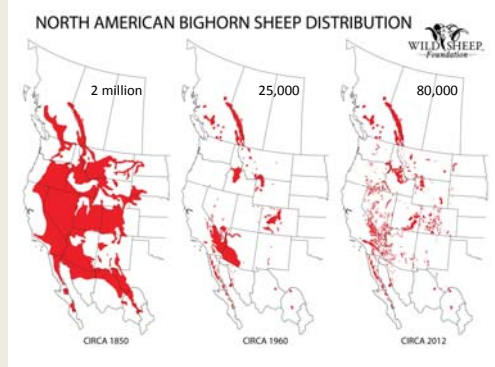 NORTH AMERICAN BIGHORN SHEEP DISTRIBUTION
WILD SHEEP
Foundation
2 million
25,000
80,000
CIRCA 1850
CIRCA 1960
CIRCA 2012